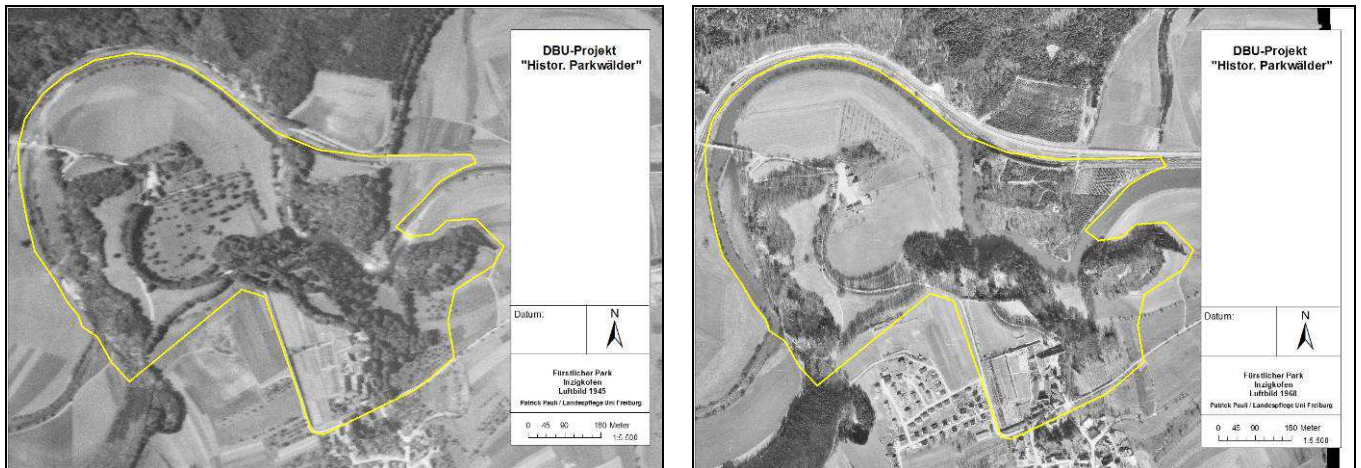 DBU-Projekt
"Histor. Parkwälder"
Datum:
N
Fürstlicher Park
Inzigkofen
Luftbild 1945
Patrick Pauli / Landespflege Uni Freiburg
0 45 90 180 Meter
1:5.500
DBU-Projekt
"Histor. Parkwälder"
Datum:
N
Fürstlicher Park
Inzigkofen
Luftbild 1968
Patrick Pauli / Landespflege Uni Freiburg
0 45 90 180 Meter
1:5.500